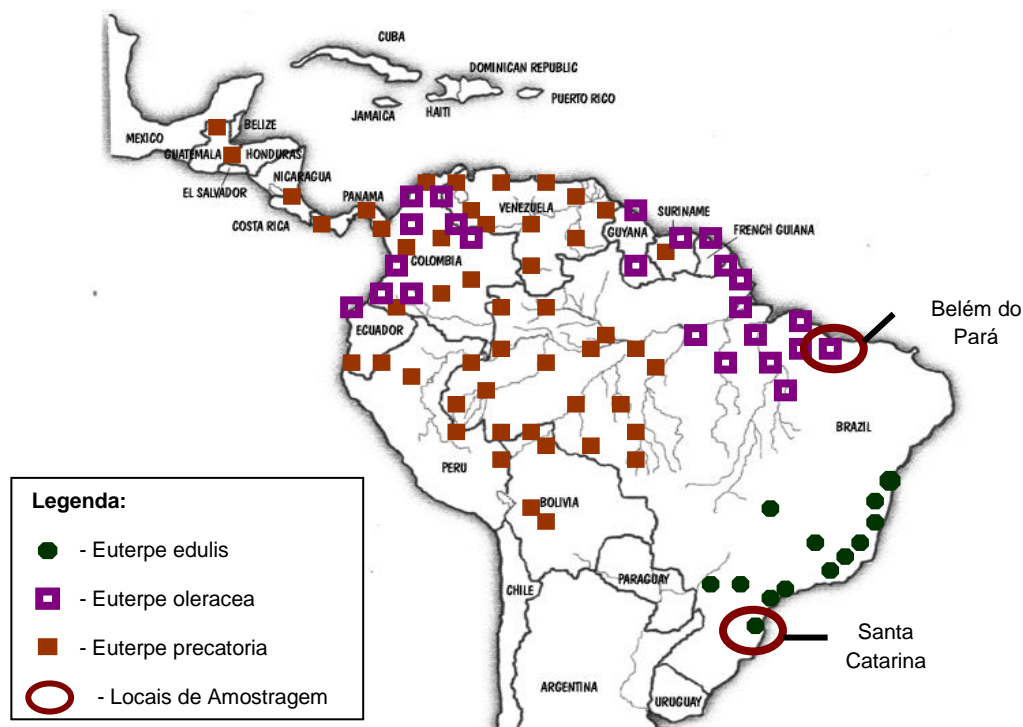 CUBA
DOMINICAN REPUBLIC
PUERTO RICO
JAMAICA
HAITI
MEXICO
BELIZE
GUATEMALA
HONDURAS
EL SALVADOR
NICARAGUA
COSTA RICA
PANAMA
VENEZUELA
GUYANA
SURINAME
FRENCH GUIANA
COLOMBIA
ECUADOR
Belém do
Pará
BRAZIL
PERU
BOLIVIA
PARAGUAY
CHILE
ARGENTINA
URUGUAY
Santa
Catarina
Legenda:
- Euterpe edulis
- Euterpe oleracea
- Euterpe precatoria
- Locais de Amostragem